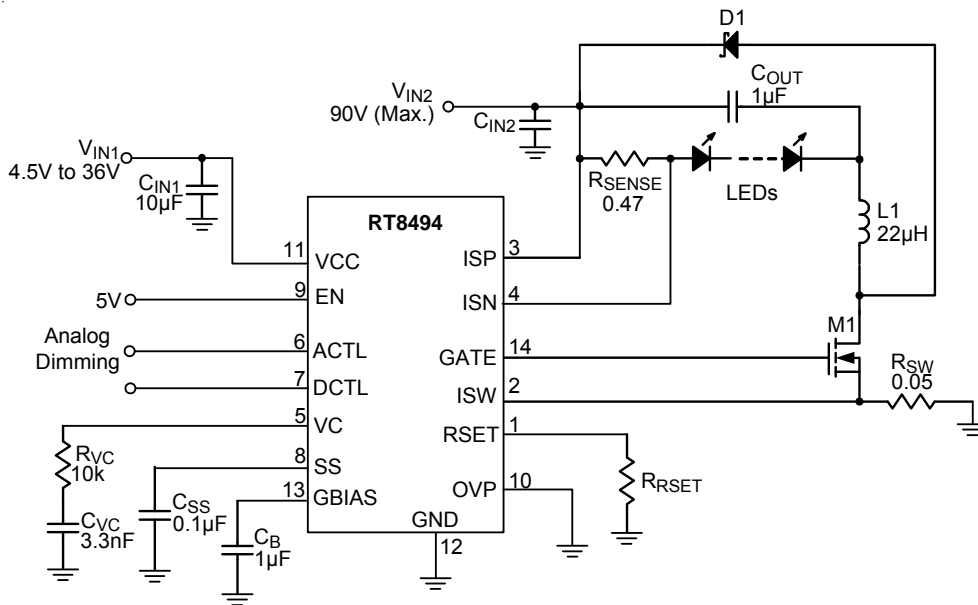 D1
COUT
1µF
VIN2
90V (Max.)
CIN2
VIN1
4.5V to 36V
CIN1
10µF
RSENSE
0.47
LEDs
L1
22µH
RT8494
11
VCC
3
ISP
9
EN
5V
4
ISN
Analog
Dimming
6
ACTL
7
DCTL
14
GATE
M1
2
ISW
RSW
0.05
5
VC
1
RSET
RVC
10k
8
SS
RRSET
13
GBIAS
10
OVP
CSS
0.1µF
CVC
3.3nF
CB
1µF
GND
12